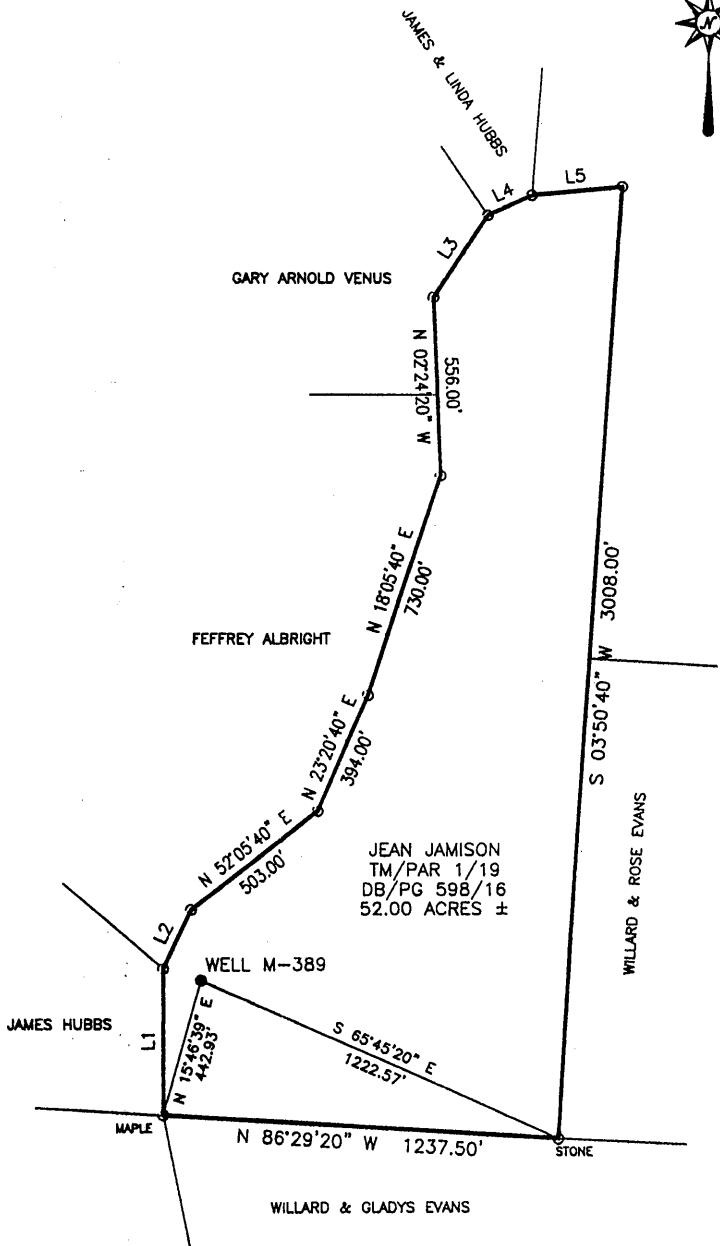 N
JAMES & LINDA HUBBS
L5
L4
L3
GARY ARNOLD VENUS
N 02°24'20" W
556.00'
N 18°05'40" E
730.00'
S 03°50'40" W 3008.00'
FEFFREY ALBRIGHT
N 23°20'40" E
394.00'
N 52°05'40" E
503.00'
JEAN JAMISON
TM/PAR 1/19
DB/PG 598/16
52.00 ACRES ±
WILLARD & ROSE EVANS
L2
WELL M-389
JAMES HUBBS
L1
N 15°46'39" E
442.93'
S 65°45'20" E
1222.57'
MAPLE
N 86°29'20" W 1237.50'
STONE
WILLARD & GLADYS EVANS